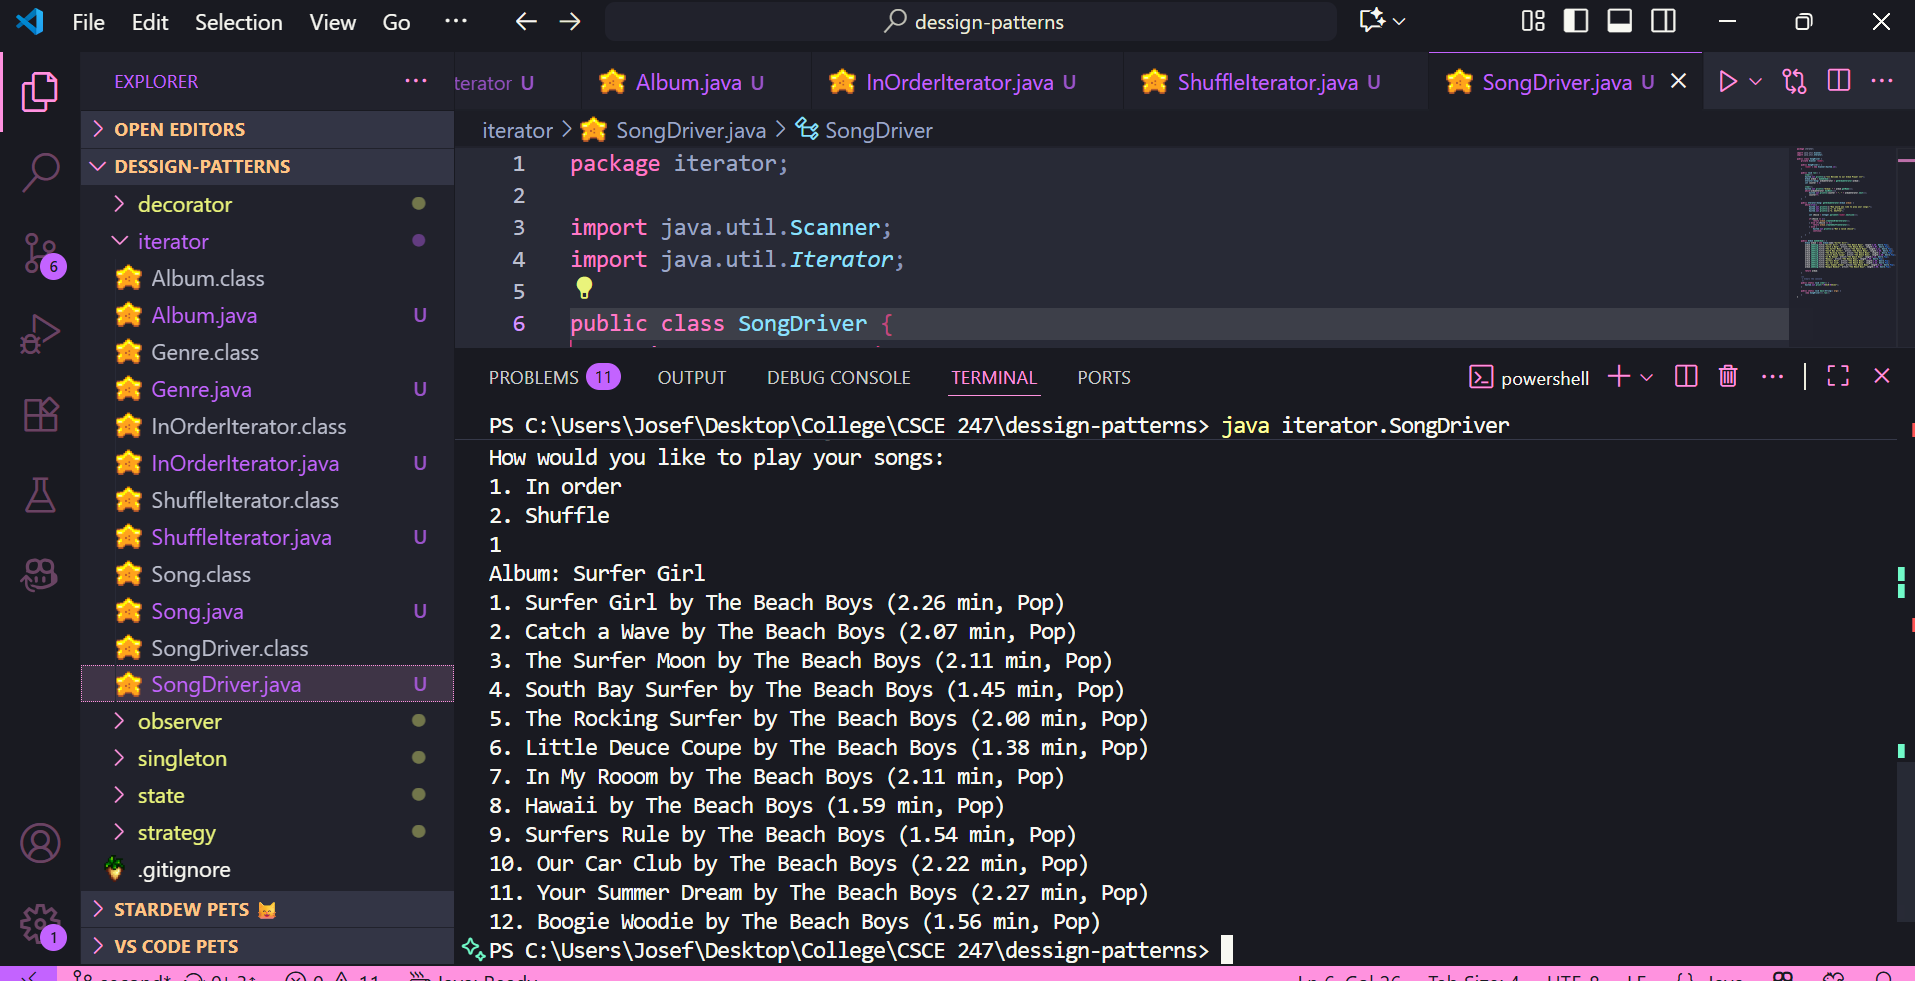 File Edit Selection View Go ... dessign-patterns
EXPLORER ...
OPEN EDITORS
DESSIGN-PATTERNS
decorator
iterator
Album.class
Album.java U
Genre.class
Genre.java U
InOrderIterator.class
InOrderIterator.java U
ShuffleIterator.class
ShuffleIterator.java U
Song.class
Song.java U
SongDriver.class
SongDriver.java U
observer
singleton
state
strategy
.gitignore
STARDEW PETS
VS CODE PETS
6
1
terator U Album.java U InOrderIterator.java U ShuffleIterator.java U SongDriver.java U
iterator > SongDriver.java > SongDriver
1 package iterator;
2
3 import java.util.Scanner;
4 import java.util.Iterator;
5
6 public class SongDriver {
PROBLEMS 11 OUTPUT DEBUG CONSOLE TERMINAL PORTS powershell
PS C:\Users\Josef\Desktop\College\CSCE 247\dessign-patterns> java iterator.SongDriver
How would you like to play your songs:
1. In order
2. Shuffle
1
Album: Surfer Girl
1. Surfer Girl by The Beach Boys (2.26 min, Pop)
2. Catch a Wave by The Beach Boys (2.07 min, Pop)
3. The Surfer Moon by The Beach Boys (2.11 min, Pop)
4. South Bay Surfer by The Beach Boys (1.45 min, Pop)
5. The Rocking Surfer by The Beach Boys (2.00 min, Pop)
6. Little Deuce Coupe by The Beach Boys (1.38 min, Pop)
7. In My Rooom by The Beach Boys (2.11 min, Pop)
8. Hawaii by The Beach Boys (1.59 min, Pop)
9. Surfers Rule by The Beach Boys (1.54 min, Pop)
10. Our Car Club by The Beach Boys (2.22 min, Pop)
11. Your Summer Dream by The Beach Boys (2.27 min, Pop)
12. Boogie Woodie by The Beach Boys (1.56 min, Pop)
PS C:\Users\Josef\Desktop\College\CSCE 247\dessign-patterns>